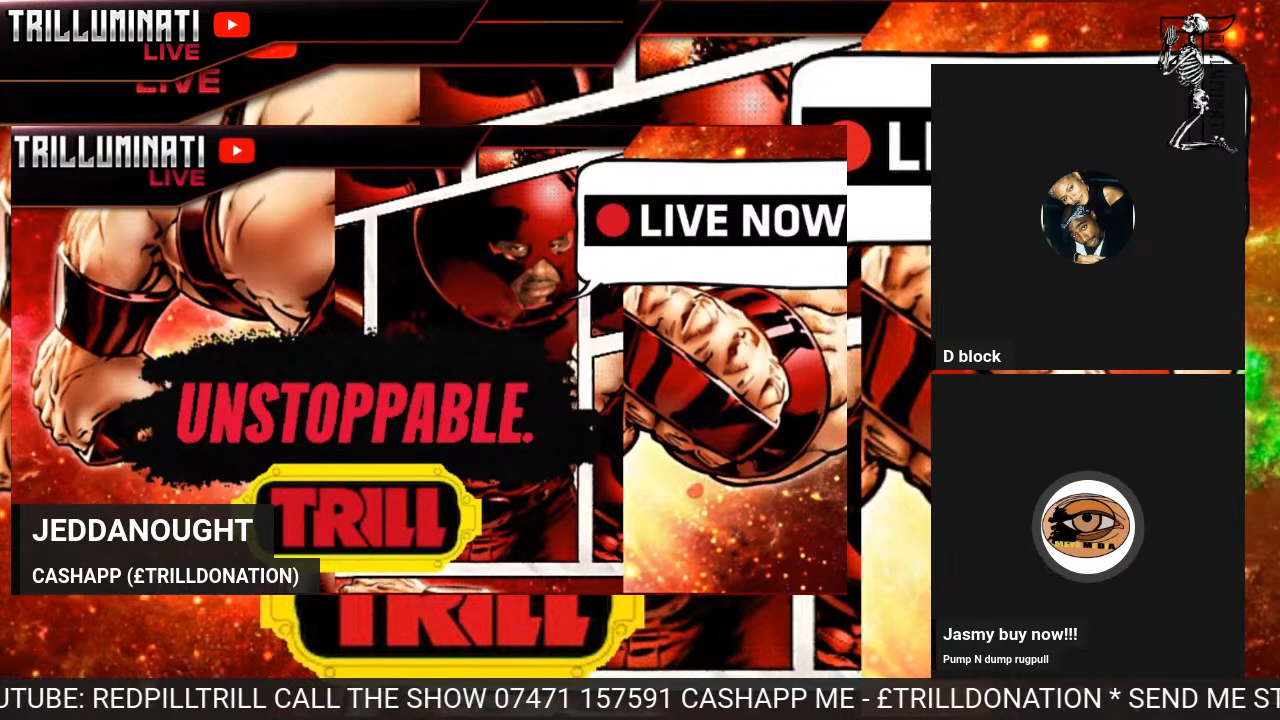 TRILLUMINATI
LIVE
LIVE
TRILLUMINATI
LIVE
LIVE NOW
UNSTOPPABLE.
TRILL
JEDDANOUGHT
CASHAPP (£TRILLDONATION)
TRILL
D block
Jasmy buy now!!!
Pump N dump rugpull
UTUBE: REDPILLTRILL CALL THE SHOW 07471 157591 CASHAPP ME - £TRILLDONATION * SEND ME ST